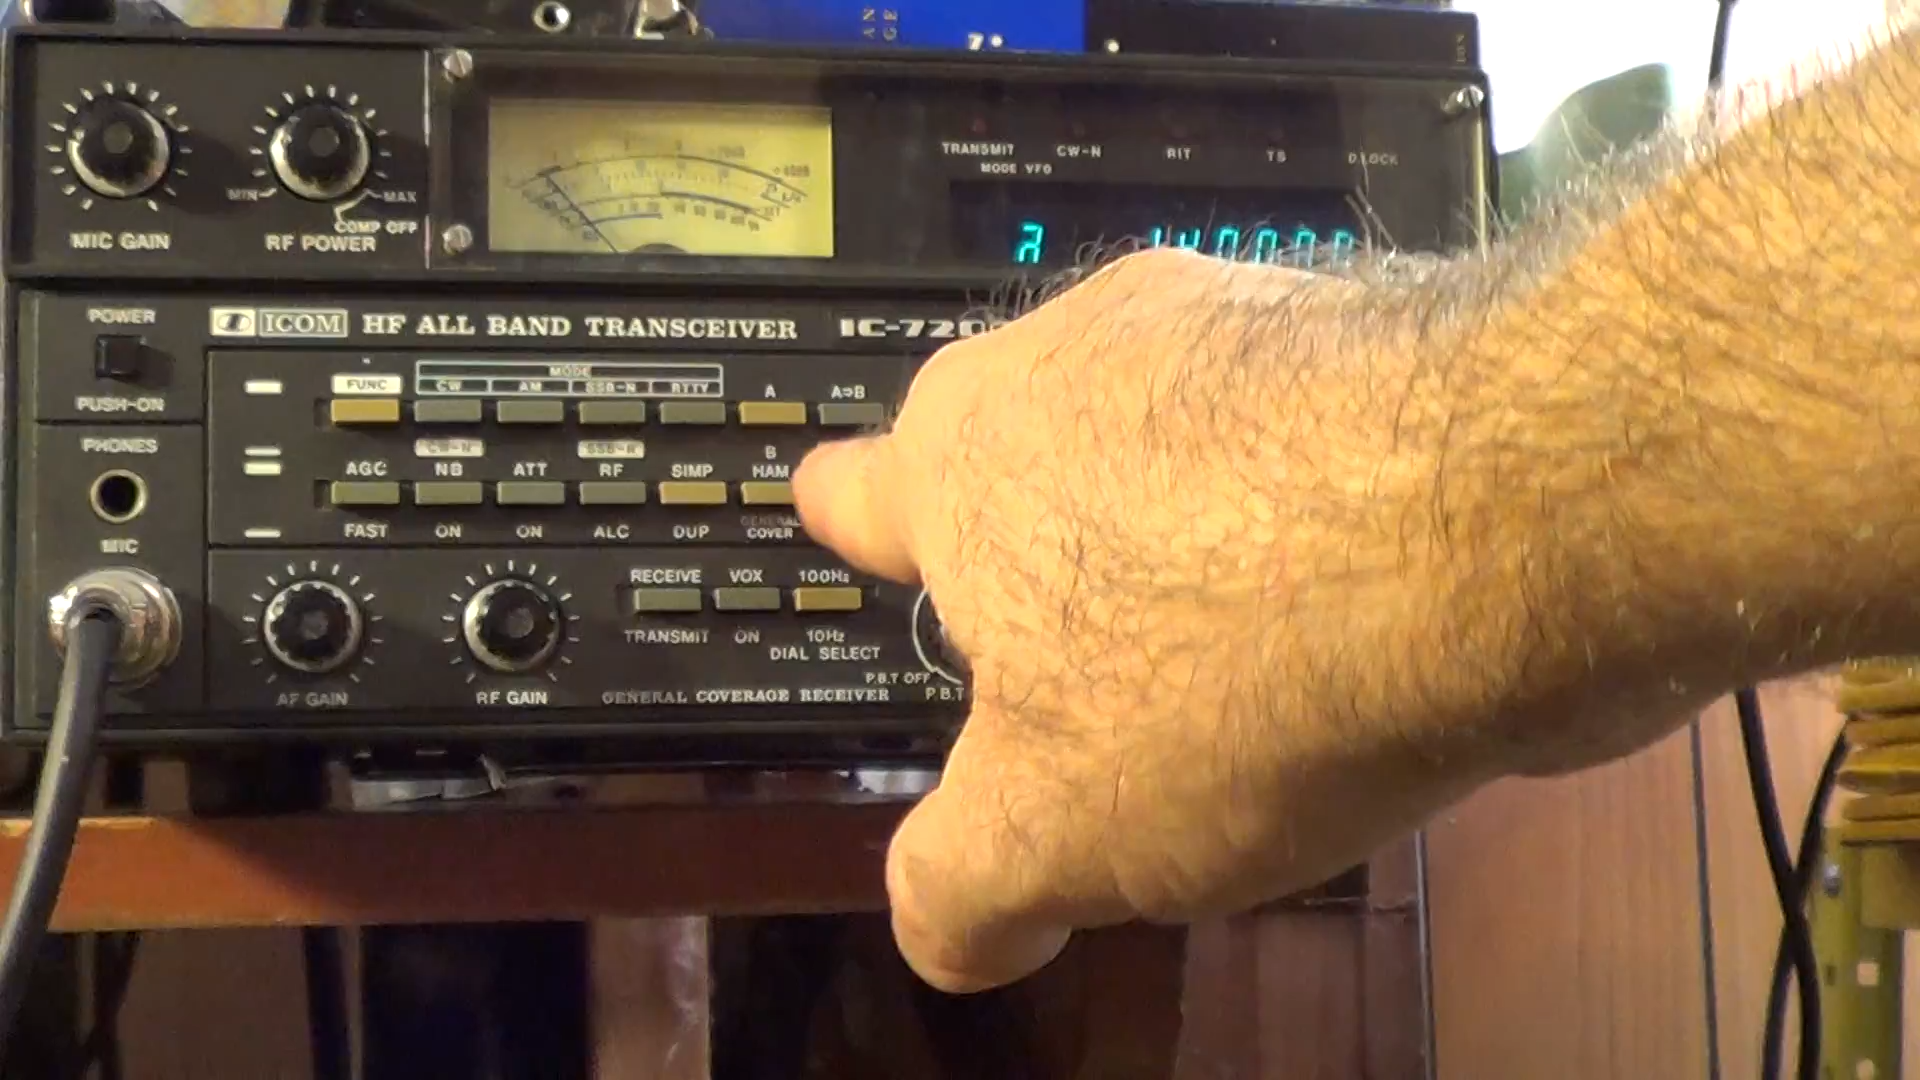 TRANSMIT CW-N RIT TS D.LOCK
MODE VFO
MIN MAX
COMP OFF
MIC GAIN RF POWER
POWER
PUSH-ON
ICOM HF ALL BAND TRANSCEIVER IC-720
MODE
FUNC CW AM SSB-N RTTY A A⇒B
CW-N SSB-R B
AGC NB ATT RF SIMP HAM
FAST ON ON ALC DUP GENERAL
COVER
PHONES
MIC
RECEIVE VOX 100Hz
TRANSMIT ON 10Hz
DIAL SELECT
P.B.T OFF
AF GAIN RF GAIN GENERAL COVERAGE RECEIVER P.B.T